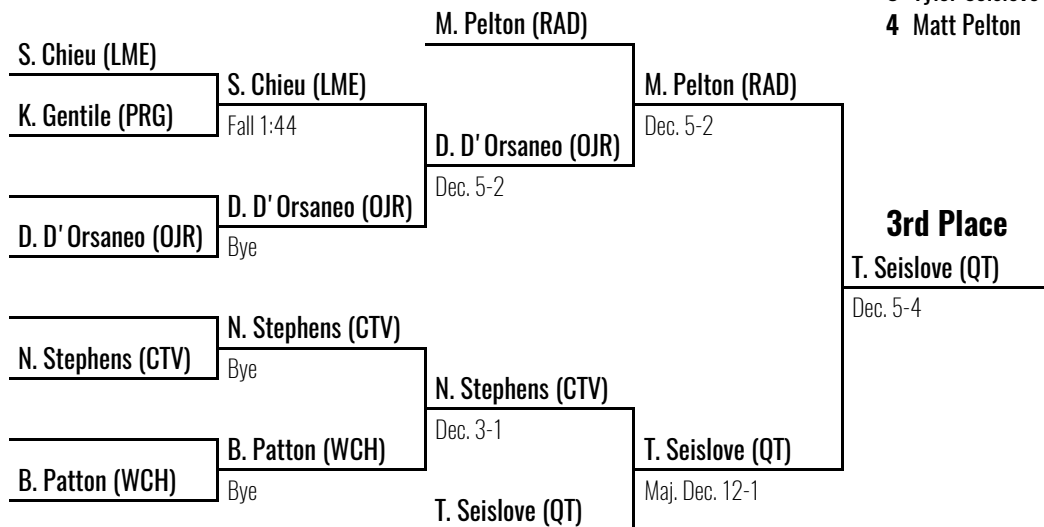 4 Matt Pelton
S. Chieu (LME)
K. Gentile (PRG)
D. D'Orsaneo (OJR)
N. Stephens (CTV)
B. Patton (WCH)
S. Chieu (LME)
Fall 1:44
D. D'Orsaneo (OJR)
Bye
N. Stephens (CTV)
Bye
B. Patton (WCH)
Bye
M. Pelton (RAD)
D. D'Orsaneo (OJR)
Dec. 5-2
N. Stephens (CTV)
Dec. 3-1
T. Seislove (QT)
M. Pelton (RAD)
Dec. 5-2
T. Seislove (QT)
Maj. Dec. 12-1
3rd Place
T. Seislove (QT)
Dec. 5-4